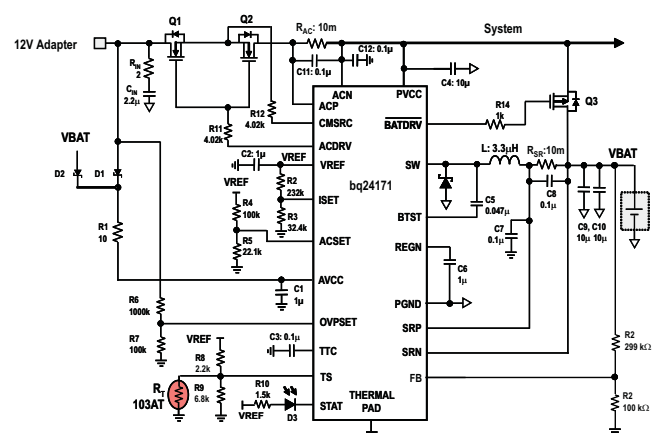 Q1
Q2
12V Adapter
R_AC: 10m
System
R_IN
2
C_IN
2.2μ
C12: 0.1μ
C11: 0.1μ
C4: 10μ
ACN
PVCC
ACP
CMSRC
R12
4.02k
R11
4.02k
ACDRV
BATDRV
R14
1k
Q3
VBAT
D2
D1
C2: 1μ
VREF
VREF
R2
232k
ISET
R3
32.4k
bq24171
SW
L: 3.3μH
R_SR:10m
VBAT
VREF
R4
100k
ACSET
R5
22.1k
BTST
C5
0.047μ
C8
0.1μ
C7
0.1μ
C9, C10
10μ 10μ
REGN
C6
1μ
R1
10
AVCC
C1
1μ
PGND
R6
1000k
OVPSET
SRP
R7
100k
VREF
C3: 0.1μ
TTC
SRN
R8
2.2k
R2
299 kΩ
TS
FB
R_T
103AT
R9
6.8k
R10
1.5k
VREF
D3
STAT
THERMAL
PAD
R2
100 kΩ